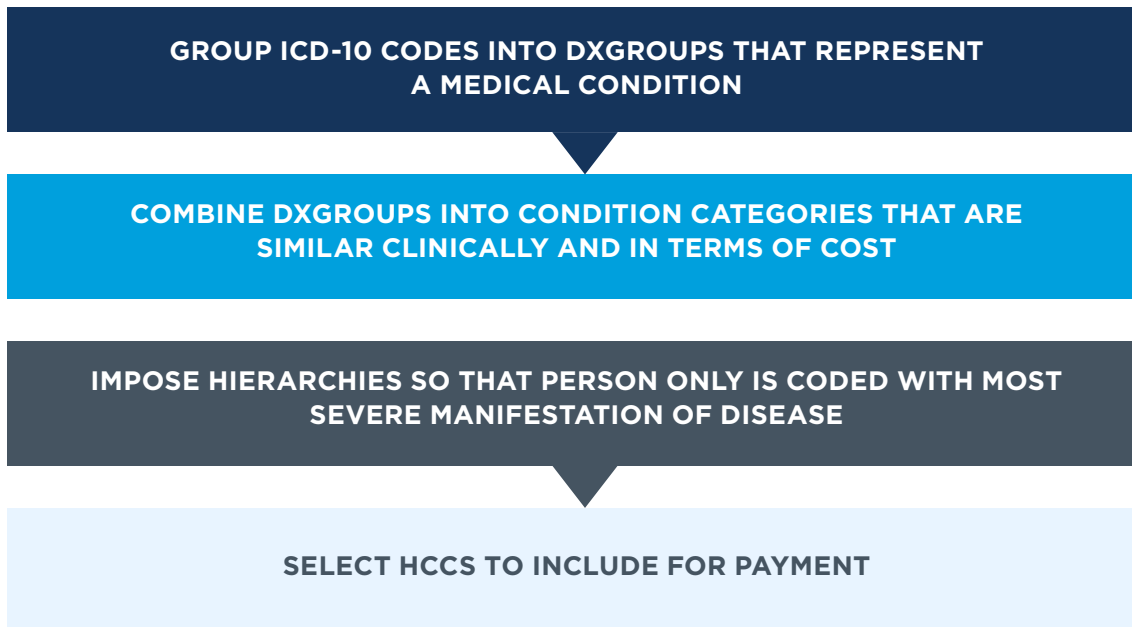 GROUP ICD-10 CODES INTO DXGROUPS THAT REPRESENT
A MEDICAL CONDITION
COMBINE DXGROUPS INTO CONDITION CATEGORIES THAT ARE
SIMILAR CLINICALLY AND IN TERMS OF COST
IMPOSE HIERARCHIES SO THAT PERSON ONLY IS CODED WITH MOST
SEVERE MANIFESTATION OF DISEASE
SELECT HCCS TO INCLUDE FOR PAYMENT